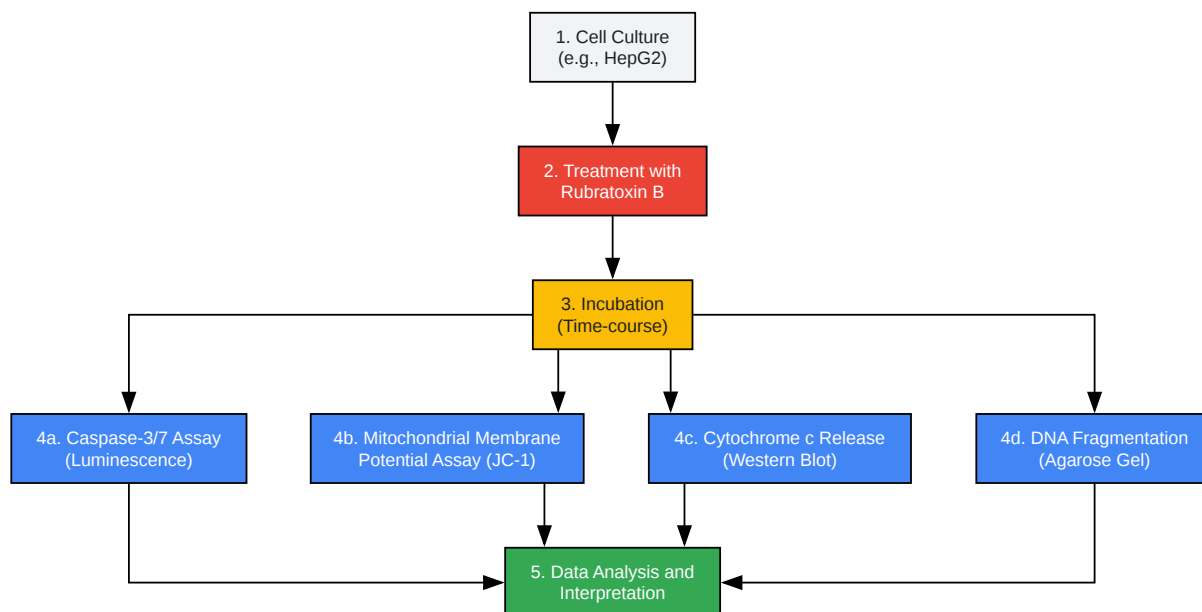 1. Cell Culture
(e.g., HepG2)
2. Treatment with
Rubratoxin B
3. Incubation
(Time-course)
4a. Caspase-3/7 Assay
(Luminescence)
4b. Mitochondrial Membrane
Potential Assay (JC-1)
4c. Cytochrome c Release
(Western Blot)
4d. DNA Fragmentation
(Agarose Gel)
5. Data Analysis and
Interpretation